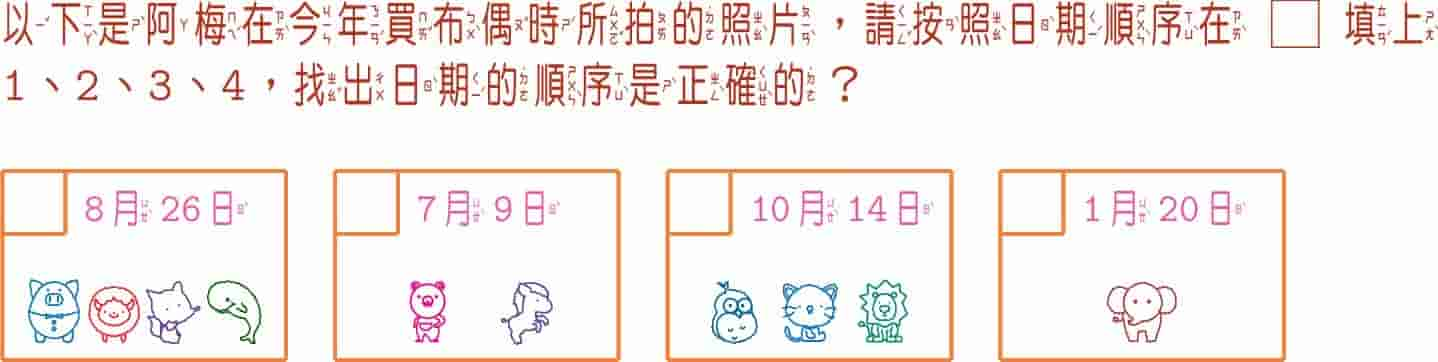 以下是阿梅在今年買布偶時所拍的照片，請按照日期順序在 □ 填上
1、2、3、4，找出日期的順序是正確的？
8月26日
7月9日
10月14日
1月20日